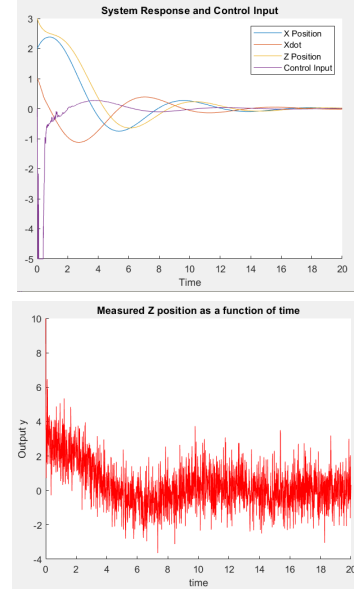 System Response and Control Input
3
2
1
0
-1
-2
-3
-4
-5
X Position
Xdot
Z Position
Control Input
0 2 4 6 8 10 12 14 16 18 20
Time
Measured Z position as a function of time
10
8
6
4
2
0
-2
-4
Output y
0 2 4 6 8 10 12 14 16 18 20
time